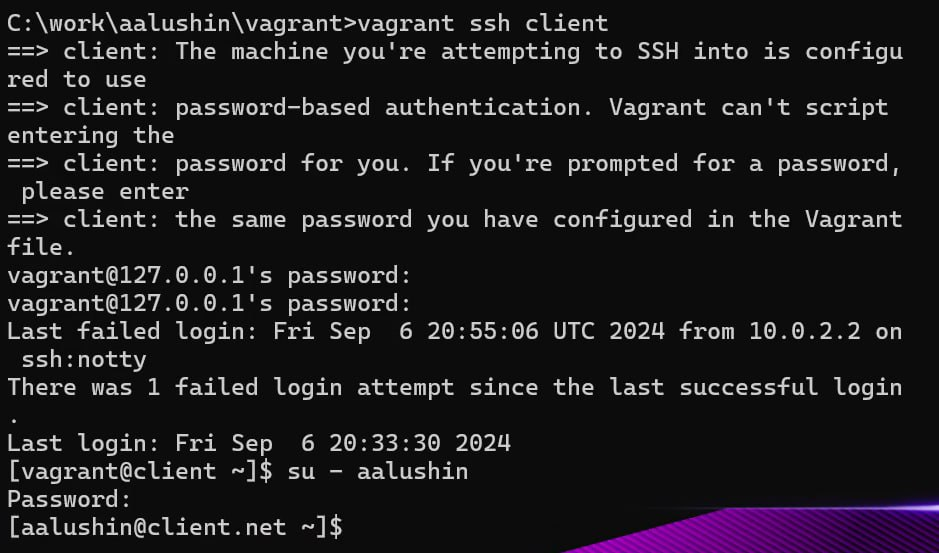 C:\work\aalushin\vagrant>vagrant ssh client
==> client: The machine you're attempting to SSH into is configu
red to use
==> client: password-based authentication. Vagrant can't script
entering the
==> client: password for you. If you're prompted for a password,
 please enter
==> client: the same password you have configured in the Vagrant
file.
vagrant@127.0.0.1's password:
vagrant@127.0.0.1's password:
Last failed login: Fri Sep  6 20:55:06 UTC 2024 from 10.0.2.2 on
 ssh:notty
There was 1 failed login attempt since the last successful login
.
Last login: Fri Sep  6 20:33:30 2024
[vagrant@client ~]$ su - aalushin
Password:
[aalushin@client.net ~]$